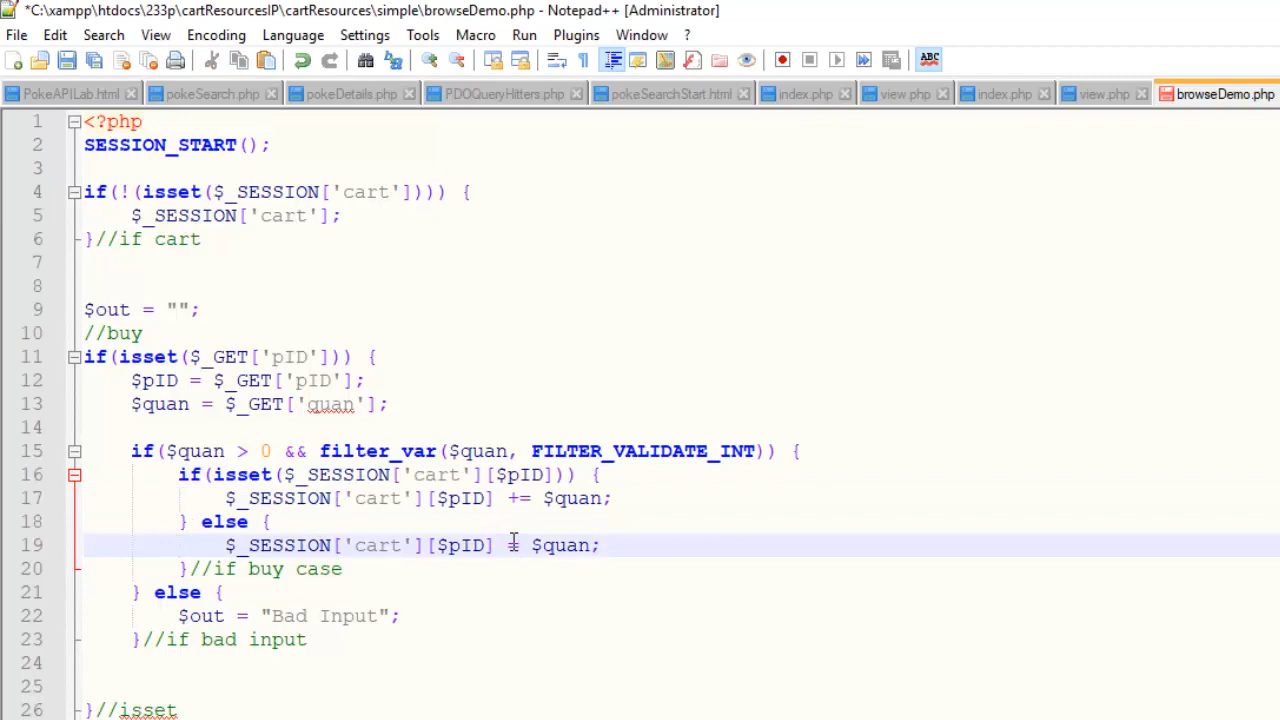 *C:\xampp\htdocs\233p\cartResourcesIP\cartResources\simple\browseDemo.php - Notepad++ [Administrator]
File Edit Search View Encoding Language Settings Tools Macro Run Plugins Window ?
ABC
PokeAPILab.html pokeSearch.php pokeDetails.php PDOQueryHitters.php pokeSearchStart.html index.php view.php index.php view.php browseDemo.php
1 <?php
2 SESSION_START();
3
4 if(!(isset($_SESSION['cart']))) {
5 $_SESSION['cart'];
6 }//if cart
7
8
9 $out = "";
10 //buy
11 if(isset($_GET['pID'])) {
12 $pID = $_GET['pID'];
13 $quan = $_GET['quan'];
14
15 if($quan > 0 && filter_var($quan, FILTER_VALIDATE_INT)) {
16 if(isset($_SESSION['cart'][$pID])) {
17 $_SESSION['cart'][$pID] += $quan;
18 } else {
19 $_SESSION['cart'][$pID] = $quan;
20 }//if buy case
21 } else {
22 $out = "Bad Input";
23 }//if bad input
24
25
26 }//isset